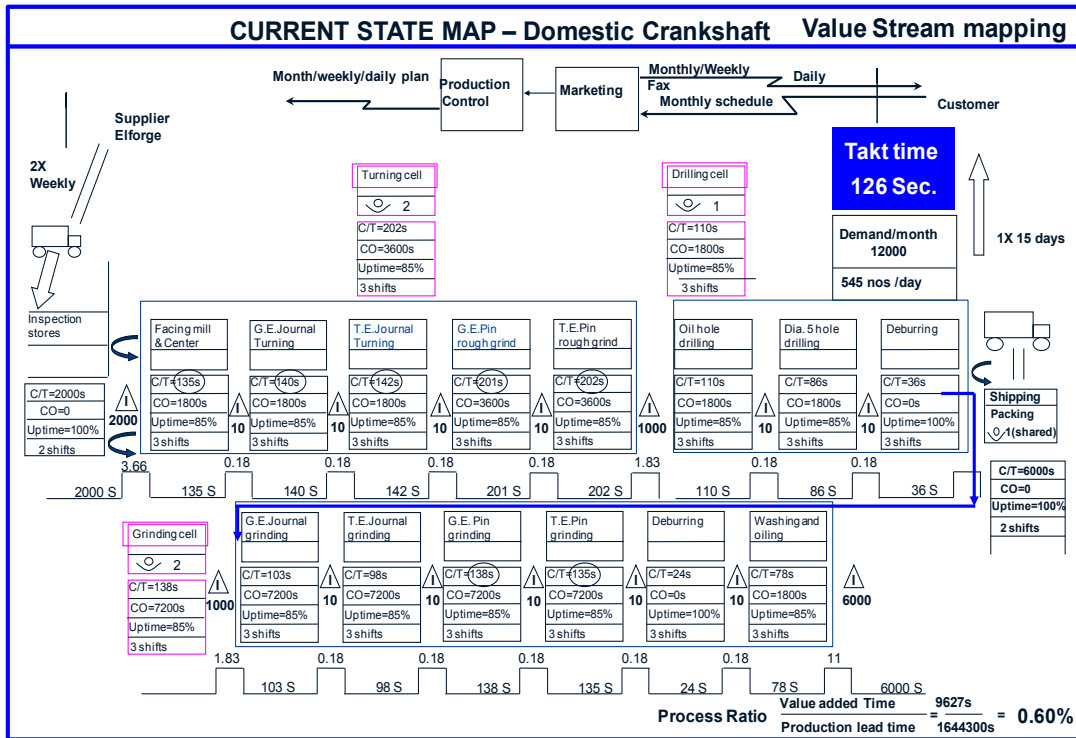 CURRENT STATE MAP – Domestic Crankshaft
Value Stream mapping
Month/weekly/daily plan
Production
Control
Marketing
Monthly/Weekly
Fax
Daily
Monthly schedule
Customer
Supplier
Elforge
2X
Weekly
Takt time
126 Sec.
Demand/month
12000
545 nos /day
1X 15 days
Turning cell
2
C/T=202s
CO=3600s
Uptime=85%
3 shifts
Drilling cell
1
C/T=110s
CO=1800s
Uptime=85%
3 shifts
Inspection
stores
C/T=2000s
CO=0
Uptime=100%
2 shifts
I
2000
Facing mill
& Center
C/T=135s
CO=1800s
Uptime=85%
3 shifts
I
10
G.E.Journal
Turning
C/T=140s
CO=1800s
Uptime=85%
3 shifts
I
10
T.E.Journal
Turning
C/T=142s
CO=1800s
Uptime=85%
3 shifts
I
10
G.E.Pin
rough grind
C/T=201s
CO=3600s
Uptime=85%
3 shifts
I
10
T.E.Pin
rough grind
C/T=202s
CO=3600s
Uptime=85%
3 shifts
I
1000
Oil hole
drilling
C/T=110s
CO=1800s
Uptime=85%
3 shifts
I
10
Dia. 5 hole
drilling
C/T=86s
CO=1800s
Uptime=85%
3 shifts
I
10
Deburring
C/T=36s
CO=0s
Uptime=100%
3 shifts
Shipping
Packing
1(shared)
C/T=6000s
CO=0
Uptime=100%
2 shifts
3.66 0.18 0.18 0.18 0.18 1.83 0.18 0.18
2000 S 135 S 140 S 142 S 201 S 202 S 110 S 86 S 36 S
Grinding cell
2
C/T=138s
CO=7200s
Uptime=85%
3 shifts
I
1000
G.E.Journal
grinding
C/T=103s
CO=7200s
Uptime=85%
3 shifts
I
10
T.E.Journal
grinding
C/T=98s
CO=7200s
Uptime=85%
3 shifts
I
10
G.E. Pin
grinding
C/T=138s
CO=7200s
Uptime=85%
3 shifts
I
10
T.E.Pin
grinding
C/T=135s
CO=7200s
Uptime=85%
3 shifts
I
10
Deburring
C/T=24s
CO=0s
Uptime=100%
3 shifts
I
10
Washing and
oiling
C/T=78s
CO=1800s
Uptime=85%
3 shifts
I
6000
1.83 0.18 0.18 0.18 0.18 0.18 11
103 S 98 S 138 S 135 S 24 S 78 S 6000 S
Process Ratio
Value added Time
Production lead time
=
9627s
1644300s
= 0.60%